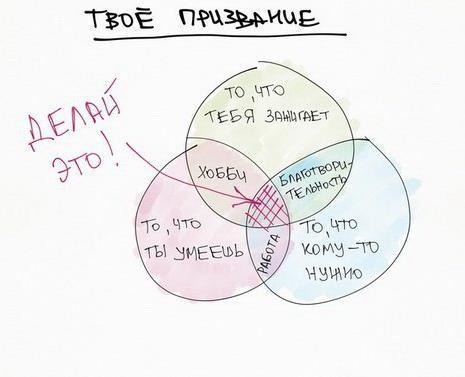 ТВОЁ ПРИЗВАНИЕ
ДЕЛАЙ
ЭТО!
ТО, ЧТО
ТЕБЯ ЗАЖИГАЕТ
ХОББИ
БЛАГОТВОРИ-
ТЕЛЬНОСТЬ
ТО, ЧТО
ТЫ УМЕЕШЬ
РАБОТА
ТО, ЧТО
КОМУ-ТО
НУЖНО